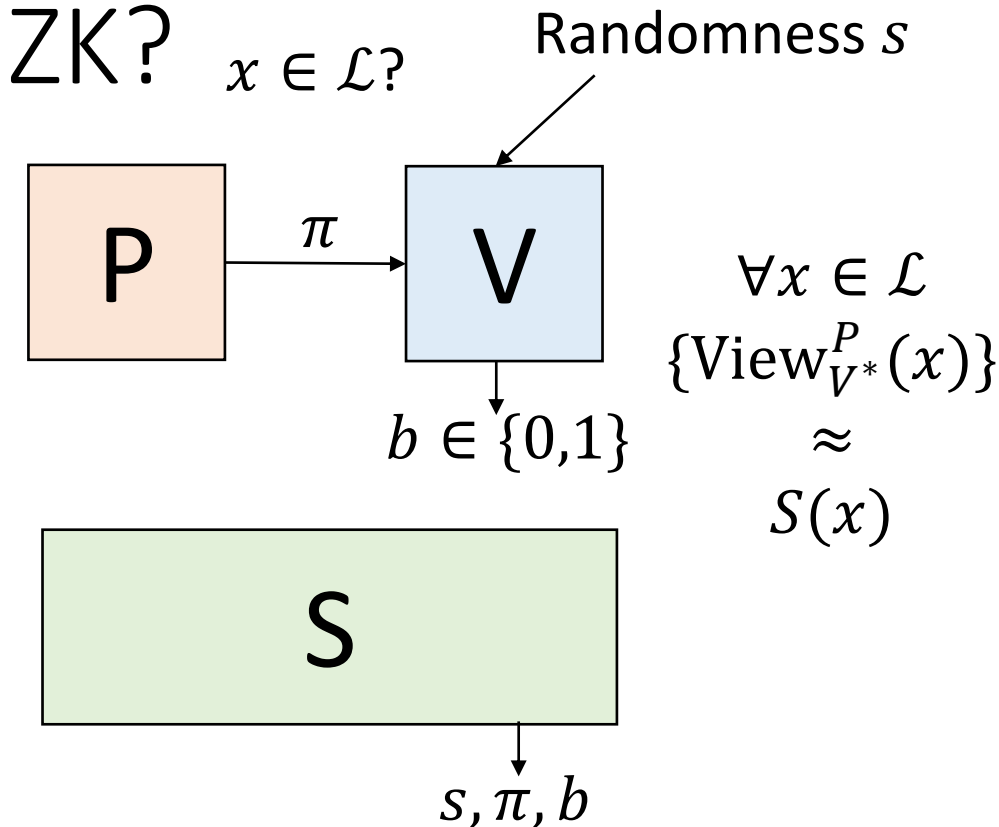 ZK?
x ∈ ℒ?
Randomness s
P
π
V
b ∈ {0,1}
∀x ∈ ℒ
{View_{V*}^{P}(x)}
≈
S(x)
S
s, π, b